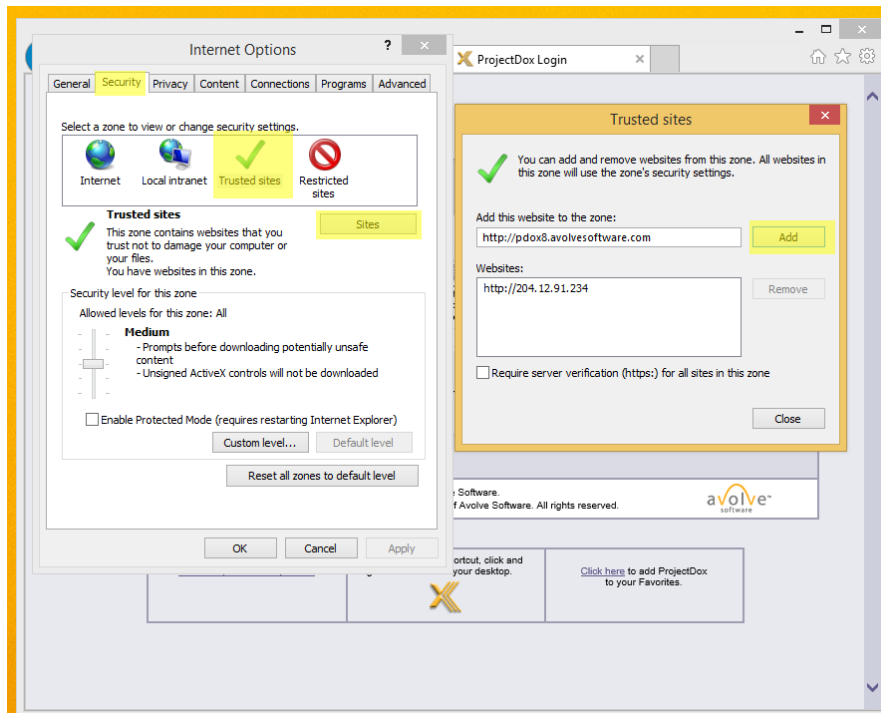 Internet Options
?
ProjectDox Login
General Security Privacy Content Connections Programs Advanced
Select a zone to view or change security settings.
Internet
Local intranet
Trusted sites
Restricted
sites
Trusted sites
This zone contains websites that you
trust not to damage your computer or
your files.
You have websites in this zone.
Sites
Security level for this zone
Allowed levels for this zone: All
Medium
- Prompts before downloading potentially unsafe
content
- Unsigned ActiveX controls will not be downloaded
Enable Protected Mode (requires restarting Internet Explorer)
Custom level...
Default level
Reset all zones to default level
OK
Cancel
Apply
Trusted sites
You can add and remove websites from this zone. All websites in
this zone will use the zone's security settings.
Add this website to the zone:
http://pdox8.avolvesoftware.com
Add
Websites:
http://204.12.91.234
Remove
Require server verification (https:) for all sites in this zone
Close
Software.
f Avolve Software. All rights reserved.
avolve
software
ortcut, click and
your desktop.
Click here to add ProjectDox
to your Favorites.